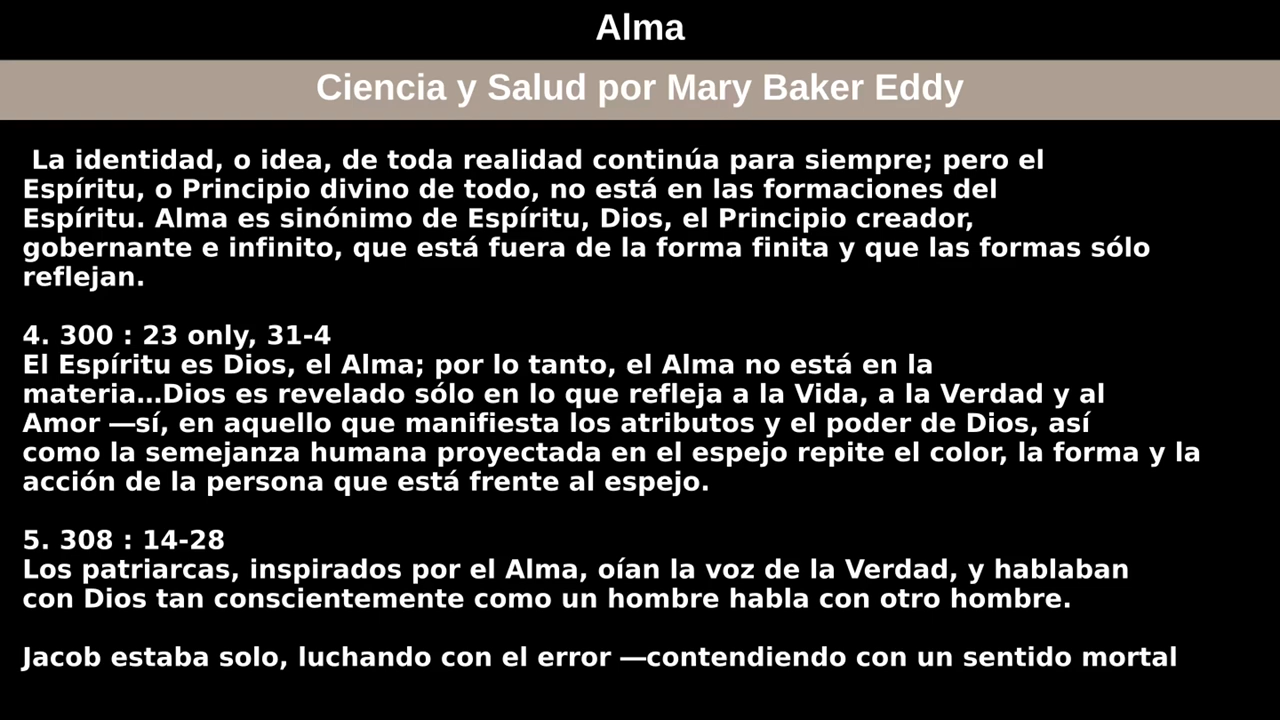 Alma
Ciencia y Salud por Mary Baker Eddy
La identidad, o idea, de toda realidad continúa para siempre; pero el
Espíritu, o Principio divino de todo, no está en las formaciones del
Espíritu. Alma es sinónimo de Espíritu, Dios, el Principio creador,
gobernante e infinito, que está fuera de la forma finita y que las formas sólo
reflejan.
4. 300 : 23 only, 31-4
El Espíritu es Dios, el Alma; por lo tanto, el Alma no está en la
materia…Dios es revelado sólo en lo que refleja a la Vida, a la Verdad y al
Amor —sí, en aquello que manifiesta los atributos y el poder de Dios, así
como la semejanza humana proyectada en el espejo repite el color, la forma y la
acción de la persona que está frente al espejo.
5. 308 : 14-28
Los patriarcas, inspirados por el Alma, oían la voz de la Verdad, y hablaban
con Dios tan conscientemente como un hombre habla con otro hombre.
Jacob estaba solo, luchando con el error —contendiendo con un sentido mortal